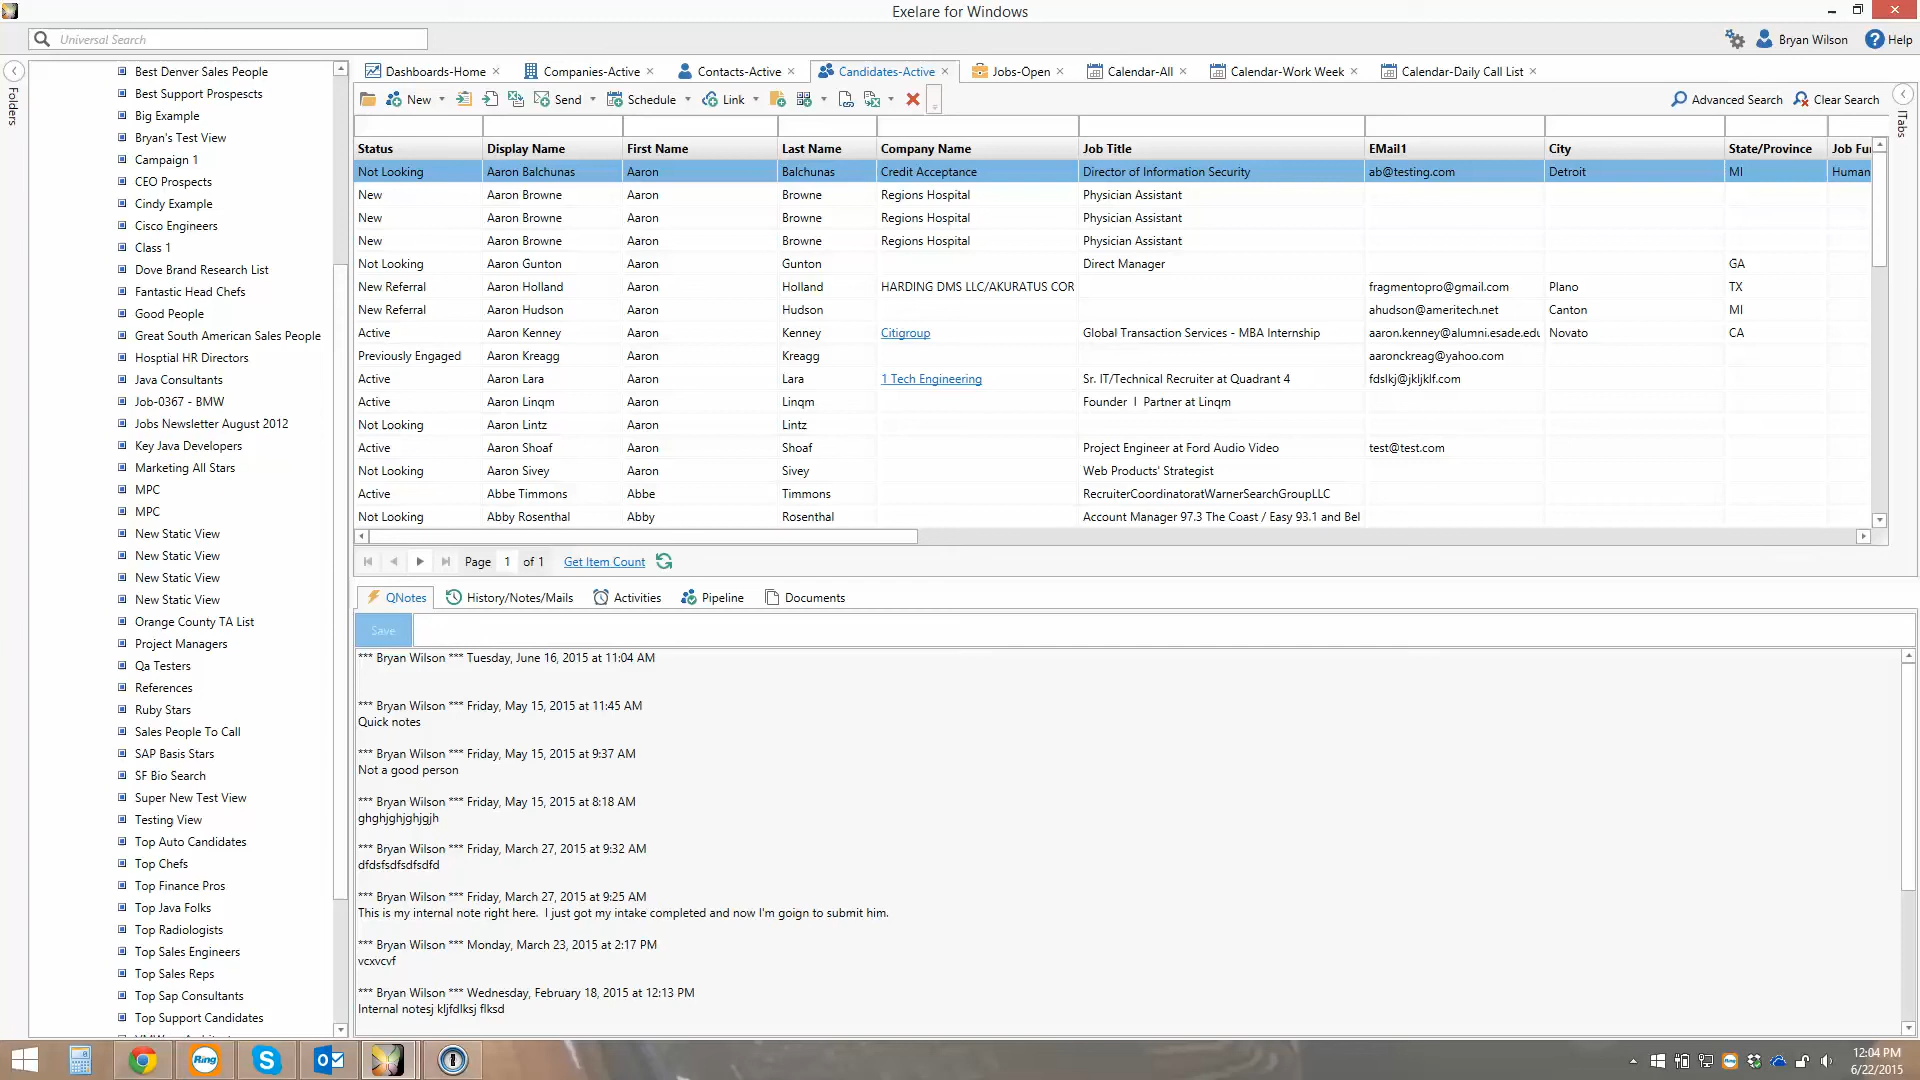 Exelare for Windows
Universal Search
Bryan Wilson
Help
Folders
Best Denver Sales People
Best Support Prospescts
Big Example
Bryan's Test View
Campaign 1
CEO Prospects
Cindy Example
Cisco Engineers
Class 1
Dove Brand Research List
Fantastic Head Chefs
Good People
Great South American Sales People
Hosptial HR Directors
Java Consultants
Job-0367 - BMW
Jobs Newsletter August 2012
Key Java Developers
Marketing All Stars
MPC
MPC
New Static View
New Static View
New Static View
New Static View
Orange County TA List
Project Managers
Qa Testers
References
Ruby Stars
Sales People To Call
SAP Basis Stars
SF Bio Search
Super New Test View
Testing View
Top Auto Candidates
Top Chefs
Top Finance Pros
Top Java Folks
Top Radiologists
Top Sales Engineers
Top Sales Reps
Top Sap Consultants
Top Support Candidates
Dashboards-Home Companies-Active Contacts-Active Candidates-Active Jobs-Open Calendar-All Calendar-Work Week Calendar-Daily Call List
New Send Schedule Link Advanced Search Clear Search
ITabs
Status Display Name First Name Last Name Company Name Job Title EMail1 City State/Province Job Fu
Not Looking Aaron Balchunas Aaron Balchunas Credit Acceptance Director of Information Security ab@testing.com Detroit MI Human
New Aaron Browne Aaron Browne Regions Hospital Physician Assistant
New Aaron Browne Aaron Browne Regions Hospital Physician Assistant
New Aaron Browne Aaron Browne Regions Hospital Physician Assistant
Not Looking Aaron Gunton Aaron Gunton Direct Manager GA
New Referral Aaron Holland Aaron Holland HARDING DMS LLC/AKURATUS COR fragmentopro@gmail.com Plano TX
New Referral Aaron Hudson Aaron Hudson ahudson@ameritech.net Canton MI
Active Aaron Kenney Aaron Kenney Citigroup Global Transaction Services - MBA Internship aaron.kenney@alumni.esade.edu Novato CA
Previously Engaged Aaron Kreagg Aaron Kreagg aaronckreag@yahoo.com
Active Aaron Lara Aaron Lara 1 Tech Engineering Sr. IT/Technical Recruiter at Quadrant 4 fdslkj@jkljklf.com
Active Aaron Linqm Aaron Linqm Founder I Partner at Linqm
Not Looking Aaron Lintz Aaron Lintz
Active Aaron Shoaf Aaron Shoaf Project Engineer at Ford Audio Video test@test.com
Not Looking Aaron Sivey Aaron Sivey Web Products' Strategist
Active Abbe Timmons Abbe Timmons RecruiterCoordinatoratWarnerSearchGroupLLC
Not Looking Abby Rosenthal Abby Rosenthal Account Manager 97.3 The Coast / Easy 93.1 and Bel
Page 1 of 1 Get Item Count
QNotes History/Notes/Mails Activities Pipeline Documents
Save
*** Bryan Wilson *** Tuesday, June 16, 2015 at 11:04 AM
*** Bryan Wilson *** Friday, May 15, 2015 at 11:45 AM
Quick notes
*** Bryan Wilson *** Friday, May 15, 2015 at 9:37 AM
Not a good person
*** Bryan Wilson *** Friday, May 15, 2015 at 8:18 AM
ghghjghjghjgjh
*** Bryan Wilson *** Friday, March 27, 2015 at 9:32 AM
dfdsfsdfsdfsdfd
*** Bryan Wilson *** Friday, March 27, 2015 at 9:25 AM
This is my internal note right here. I just got my intake completed and now I'm goign to submit him.
*** Bryan Wilson *** Monday, March 23, 2015 at 2:17 PM
vcxvcvf
*** Bryan Wilson *** Wednesday, February 18, 2015 at 12:13 PM
Internal notesj kljfdlksj flksd
Ring
12:04 PM
6/22/2015